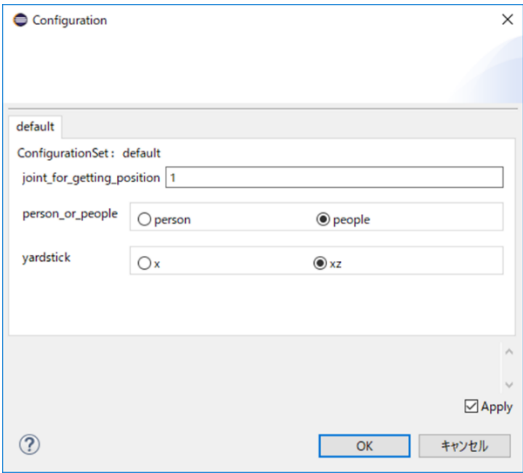 Configuration
default
ConfigurationSet: default
joint_for_getting_position 1
person_or_people person people
yardstick x xz
Apply
OK キャンセル